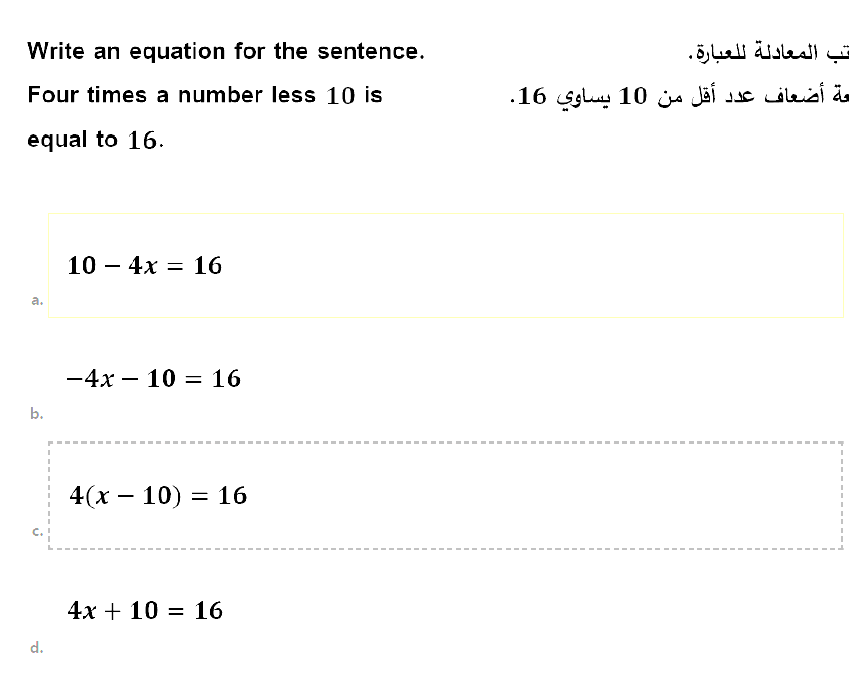 Write an equation for the sentence.
المعادلة للعبارة.
Four times a number less 10 is
أضعاف عدد أقل من 10 يساوي 16.
equal to 16.
10 − 4x = 16
a.
−4x − 10 = 16
b.
4(x − 10) = 16
c.
4x + 10 = 16
d.